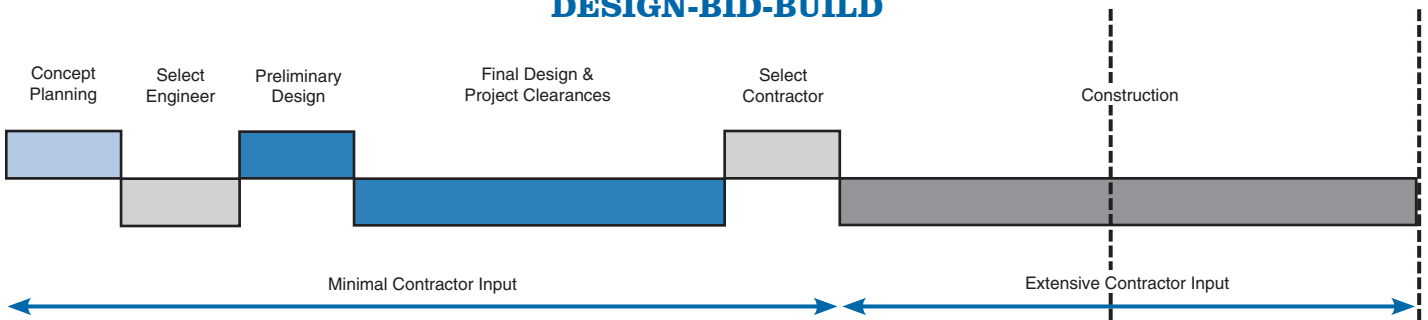 DESIGN-BID-BUILD
Concept
Planning
Select
Engineer
Preliminary
Design
Final Design &
Project Clearances
Select
Contractor
Construction
Minimal Contractor Input
Extensive Contractor Input